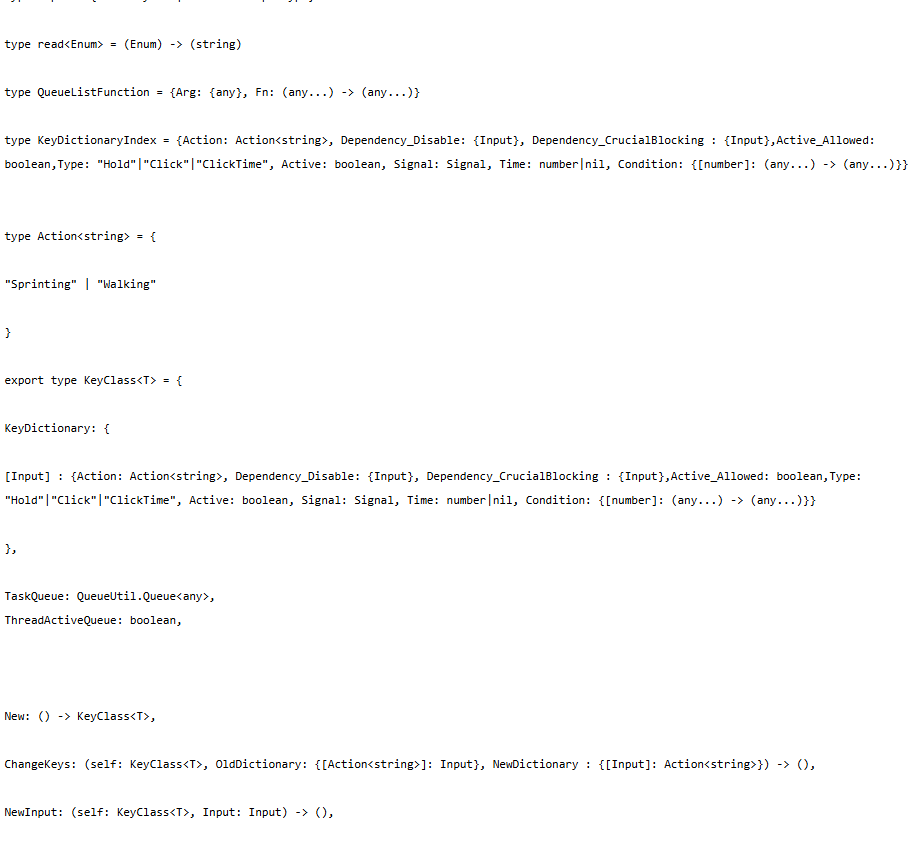 type read<Enum> = (Enum) -> (string)
type QueueListFunction = {Arg: {any}, Fn: (any...) -> (any...)}
type KeyDictionaryIndex = {Action: Action<string>, Dependency_Disable: {Input}, Dependency_CrucialBlocking : {Input},Active_Allowed:
boolean,Type: "Hold"|"Click"|"ClickTime", Active: boolean, Signal: Signal, Time: number|nil, Condition: {[number]: (any...) -> (any...)}}
type Action<string> = {
"Sprinting" | "Walking"
}
export type KeyClass<T> = {
KeyDictionary: {
[Input] : {Action: Action<string>, Dependency_Disable: {Input}, Dependency_CrucialBlocking : {Input},Active_Allowed: boolean,Type:
"Hold"|"Click"|"ClickTime", Active: boolean, Signal: Signal, Time: number|nil, Condition: {[number]: (any...) -> (any...)}}
},
TaskQueue: QueueUtil.Queue<any>,
ThreadActiveQueue: boolean,
New: () -> KeyClass<T>,
ChangeKeys: (self: KeyClass<T>, OldDictionary: {[Action<string>]: Input}, NewDictionary : {[Input]: Action<string>}) -> (),
NewInput: (self: KeyClass<T>, Input: Input) -> (),